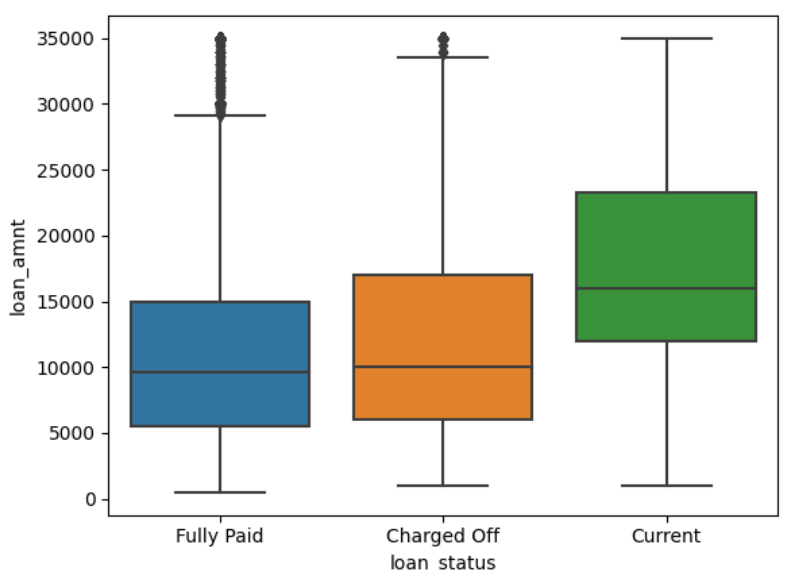 35000
30000
25000
20000
15000
10000
5000
0
loan_amnt
Fully Paid
Charged Off
Current
loan_status